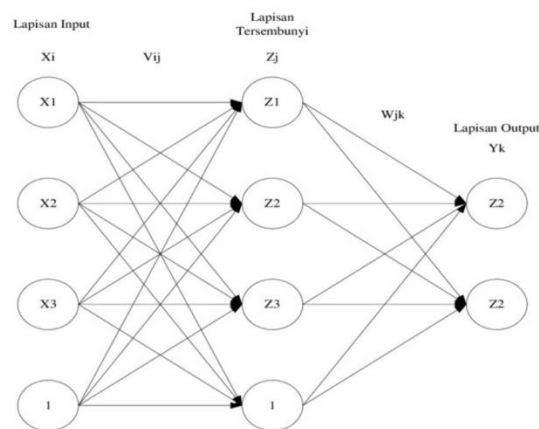 Lapisan Input
Lapisan
Tersembunyi
Xi
Vij
Zj
Wjk
Lapisan Output
Yk
X1
Z1
X2
Z2
Z2
X3
Z3
Z2
1
1